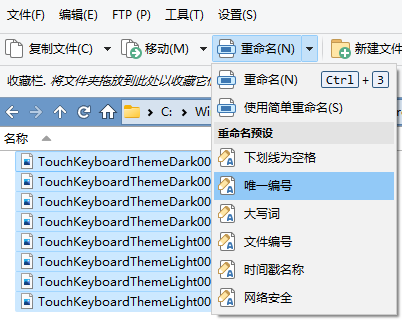 文件(F) 编辑(E) FTP (P) 工具(T) 设置(S)
复制文件(C) 移动(M) 重命名(N) 新建文件
收藏栏. 将文件夹拖放到此处以收藏它
C: Wi
名称
TouchKeyboardThemeDark00
TouchKeyboardThemeDark00
TouchKeyboardThemeDark00
TouchKeyboardThemeDark00
TouchKeyboardThemeLight00
TouchKeyboardThemeLight00
TouchKeyboardThemeLight00
TouchKeyboardThemeLight00
重命名(N) Ctrl + 3
使用简单重命名(S)
重命名预设
下划线为空格
唯一编号
大写词
文件编号
时间戳名称
网络安全